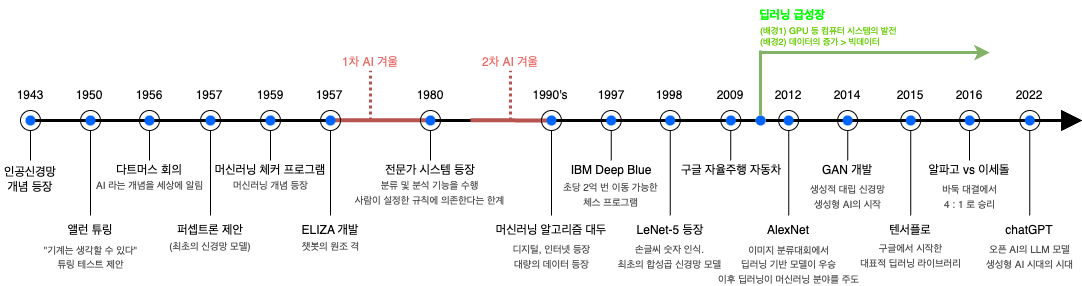 딥러닝 급성장
(배경1) GPU 등 컴퓨터 시스템의 발전
(배경2) 데이터의 증가 > 빅데이터
1차 AI 겨울
2차 AI 겨울
1943
1950
1956
1957
1959
1957
1980
1990's
1997
1998
2009
2012
2014
2015
2016
2022
인공신경망
개념 등장
앨런 튜링
"기계는 생각할 수 있다"
튜링 테스트 제안
다트머스 회의
AI 라는 개념을 세상에 알림
퍼셉트론 제안
(최초의 신경망 모델)
머신러닝 체커 프로그램
머신러닝 개념 등장
ELIZA 개발
챗봇의 원조 격
전문가 시스템 등장
분류 및 분석 기능을 수행
사람이 설정한 규칙에 의존한다는 한계
머신러닝 알고리즘 대두
디지털, 인터넷 등장
대량의 데이터 등장
IBM Deep Blue
초당 2억 번 이동 가능한
체스 프로그램
LeNet-5 등장
손글씨 숫자 인식.
최초의 합성곱 신경망 모델
구글 자율주행 자동차
AlexNet
이미지 분류대회에서
딥러닝 기반 모델이 우승
이후 딥러닝이 머신러닝 분야를 주도
GAN 개발
생성적 대립 신경망
생성형 AI의 시작
텐서플로
구글에서 시작한
대표적 딥러닝 라이브러리
알파고 vs 이세돌
바둑 대결에서
4 : 1 로 승리
chatGPT
오픈 AI의 LLM 모델
생성형 AI 시대의 시대